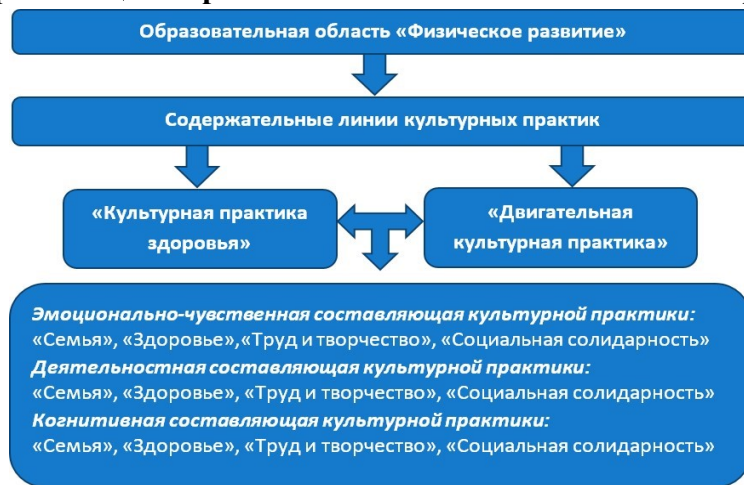 Образовательная область «Физическое развитие»
Содержательные линии культурных практик
«Культурная практика
здоровья»
«Двигательная
культурная практика»
Эмоционально-чувственная составляющая культурной практики:
«Семья», «Здоровье»,«Труд и творчество», «Социальная солидарность»
Деятельностная составляющая культурной практики:
«Семья», «Здоровье», «Труд и творчество», «Социальная солидарность»
Когнитивная составляющая культурной практики:
«Семья», «Здоровье», «Труд и творчество», «Социальная солидарность»